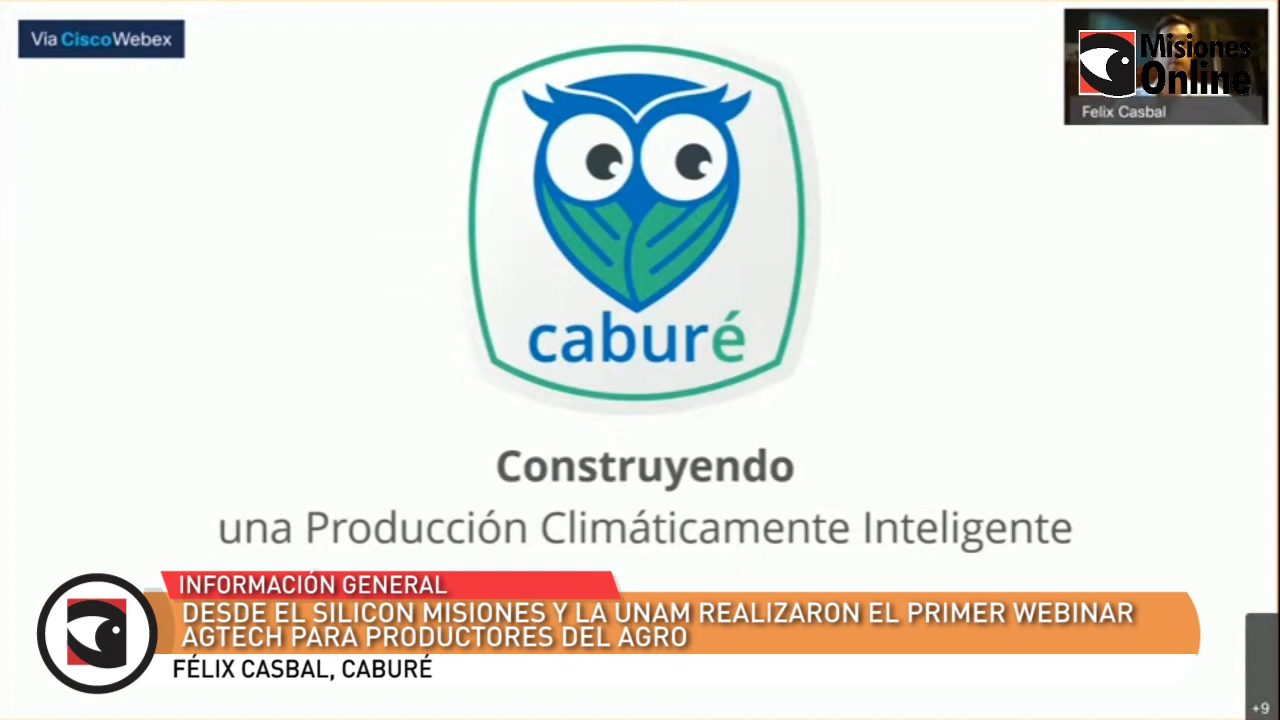 Via CiscoWebex
Misiones
Online
Felix Casbal
caburé
Construyendo
una Producción Climáticamente Inteligente
INFORMACIÓN GENERAL
DESDE EL SILICON MISIONES Y LA UNAM REALIZARON EL PRIMER WEBINAR
AGTECH PARA PRODUCTORES DEL AGRO
FÉLIX CASBAL, CABURÉ
+9